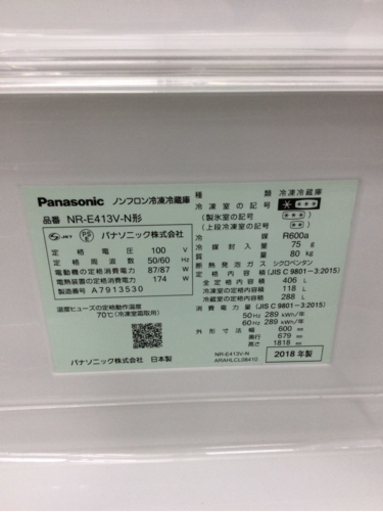 Panasonic ノンフロン冷凍冷蔵庫
品番 NR-E413V-N形
JET PSE パナソニック株式会社
定格電圧 100 V
定格周波数 50/60 Hz
電動機の定格消費電力 87/87 W
電熱装置の定格消費電力 174 W
製造番号 A7913530
温度ヒューズの定格動作温度
70℃(冷凍室霜取用)
パナソニック株式会社 日本製
種類 冷凍冷蔵庫
冷凍室の記号
(製氷室の記号
(上段冷凍室の記号
冷媒 R600a
冷媒封入量 75 g
質量 80 kg
断熱発泡ガス シクロペンタン
定格内容積 (JIS C 9801-3:2015)
全定格内容積 406 L
冷凍室の定格内容積 118 L
冷蔵室の定格内容積 288 L
消費電力量 (JIS C 9801-3:2015)
50Hz 289 kWh/年
60Hz 289 kWh/年
外形寸法 幅 600 mm
奥行 679 mm
高さ 1818 mm
NR-E413V-N
ARAHLCL08410
2018年製